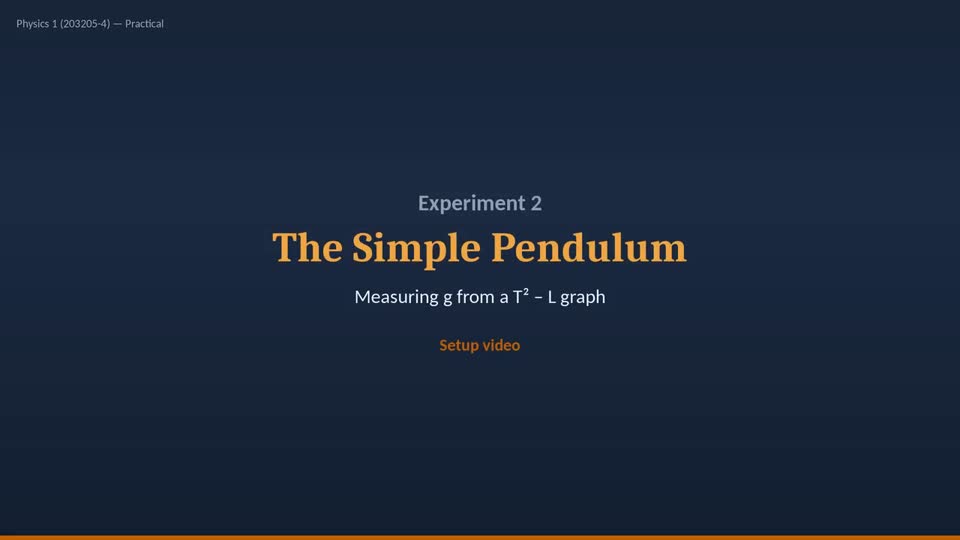 Physics 1 (203205-4) — Practical
Experiment 2
The Simple Pendulum
Measuring g from a T² – L graph
Setup video